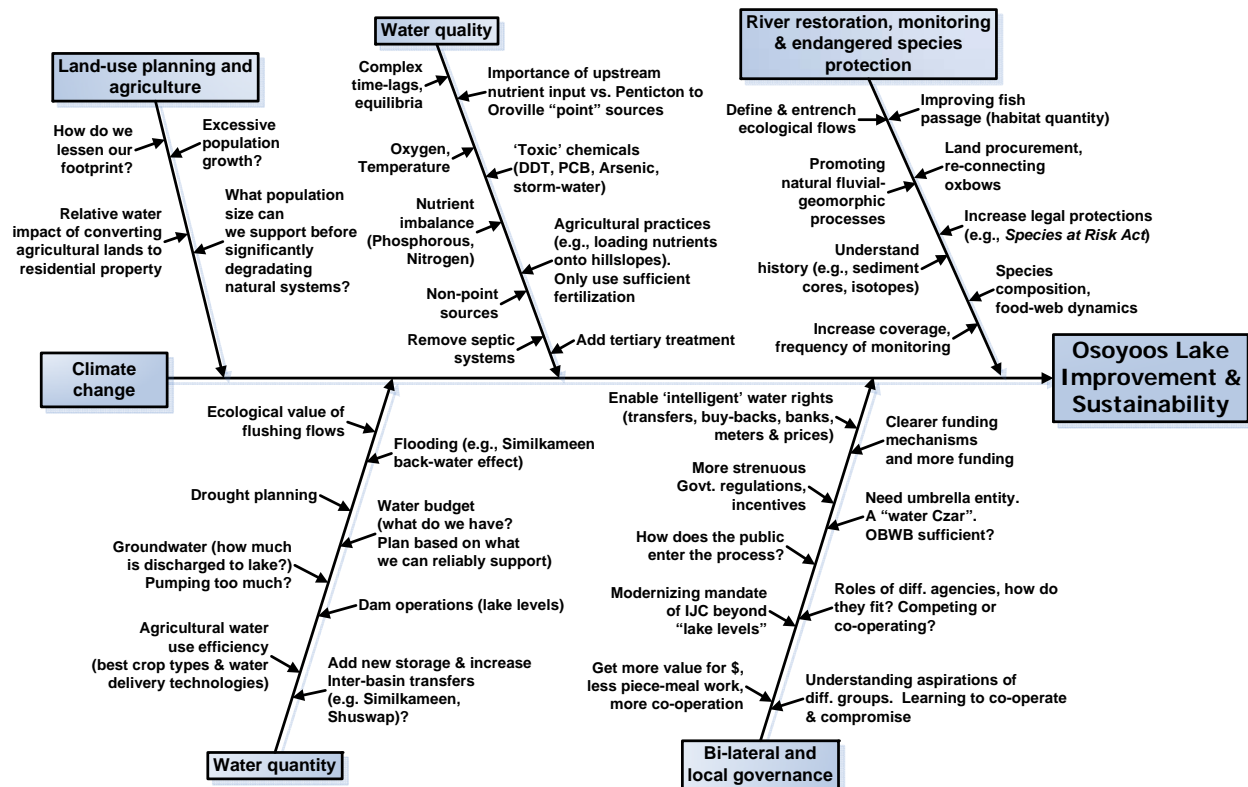 Water quality
River restoration, monitoring
& endangered species
protection
Land-use planning and
agriculture
How do we
lessen our
footprint?
Excessive
population
growth?
Relative water
impact of converting
agricultural lands to
residential property
What population
size can
we support before
significantly
degradating
natural systems?
Complex
time-lags,
equilibria
Importance of upstream
nutrient input vs. Penticton to
Oroville “point” sources
Oxygen,
Temperature
‘Toxic’ chemicals
(DDT, PCB, Arsenic,
storm-water)
Nutrient
imbalance
(Phosphorous,
Nitrogen)
Agricultural practices
(e.g., loading nutrients
onto hillslopes).
Only use sufficient
fertilization
Non-point
sources
Remove septic
systems
Add tertiary treatment
Define & entrench
ecological flows
Improving fish
passage (habitat quantity)
Promoting
natural fluvial-
geomorphic
processes
Land procurement,
re-connecting
oxbows
Increase legal protections
(e.g., Species at Risk Act)
Understand
history (e.g., sediment
cores, isotopes)
Species
composition,
food-web dynamics
Increase coverage,
frequency of monitoring
Climate
change
Osoyoos Lake
Improvement &
Sustainability
Ecological value of
flushing flows
Flooding (e.g., Similkameen
back-water effect)
Drought planning
Water budget
(what do we have?
Plan based on what
we can reliably support)
Groundwater (how much
is discharged to lake?)
Pumping too much?
Dam operations (lake levels)
Agricultural water
use efficiency
(best crop types & water
delivery technologies)
Add new storage & increase
Inter-basin transfers
(e.g. Similkameen,
Shuswap)?
Water quantity
Enable ‘intelligent’ water rights
(transfers, buy-backs, banks,
meters & prices)
Clearer funding
mechanisms
and more funding
More strenuous
Govt. regulations,
incentives
Need umbrella entity.
A “water Czar”.
OBWB sufficient?
How does the public
enter the process?
Modernizing mandate
of IJC beyond
“lake levels”
Roles of diff. agencies, how do
they fit? Competing or
co-operating?
Get more value for $,
less piece-meal work,
more co-operation
Understanding aspirations of
diff. groups. Learning to co-operate
& compromise
Bi-lateral and
local governance